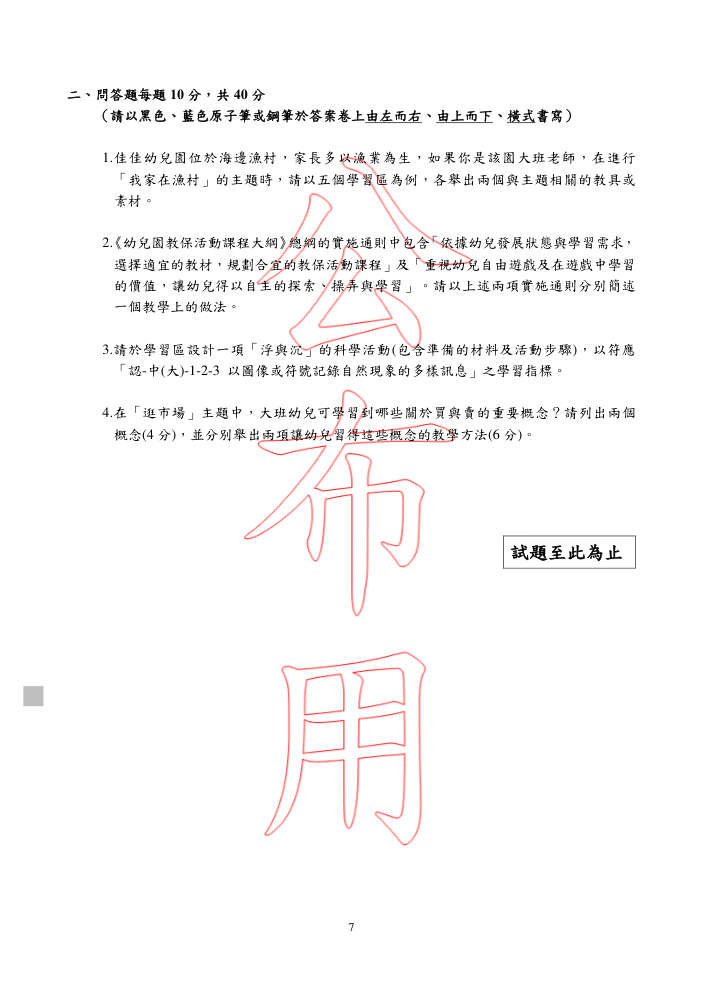 二、問答題每題 10 分，共 40 分
（請以黑色、藍色原子筆或鋼筆於答案卷上由左而右、由上而下、橫式書寫）
1.佳佳幼兒園位於海邊漁村，家長多以漁業為生，如果你是該園大班老師，在進行
「我家在漁村」的主題時，請以五個學習區為例，各舉出兩個與主題相關的教具或
素材。
2.《幼兒園教保活動課程大綱》總綱的實施通則中包含「依據幼兒發展狀態與學習需求，
選擇適宜的教材，規劃合宜的教保活動課程」及「重視幼兒自由遊戲及在遊戲中學習
的價值，讓幼兒得以自主的探索、操弄與學習」。請以上述兩項實施通則分別簡述
一個教學上的做法。
3.請於學習區設計一項「浮與沉」的科學活動(包含準備的材料及活動步驟)，以符應
「認-中(大)-1-2-3 以圖像或符號記錄自然現象的多樣訊息」之學習指標。
4.在「逛市場」主題中，大班幼兒可學習到哪些關於買與賣的重要概念？請列出兩個
概念(4 分)，並分別舉出兩項讓幼兒習得這些概念的教學方法(6 分)。
試題至此為止
公布用
7